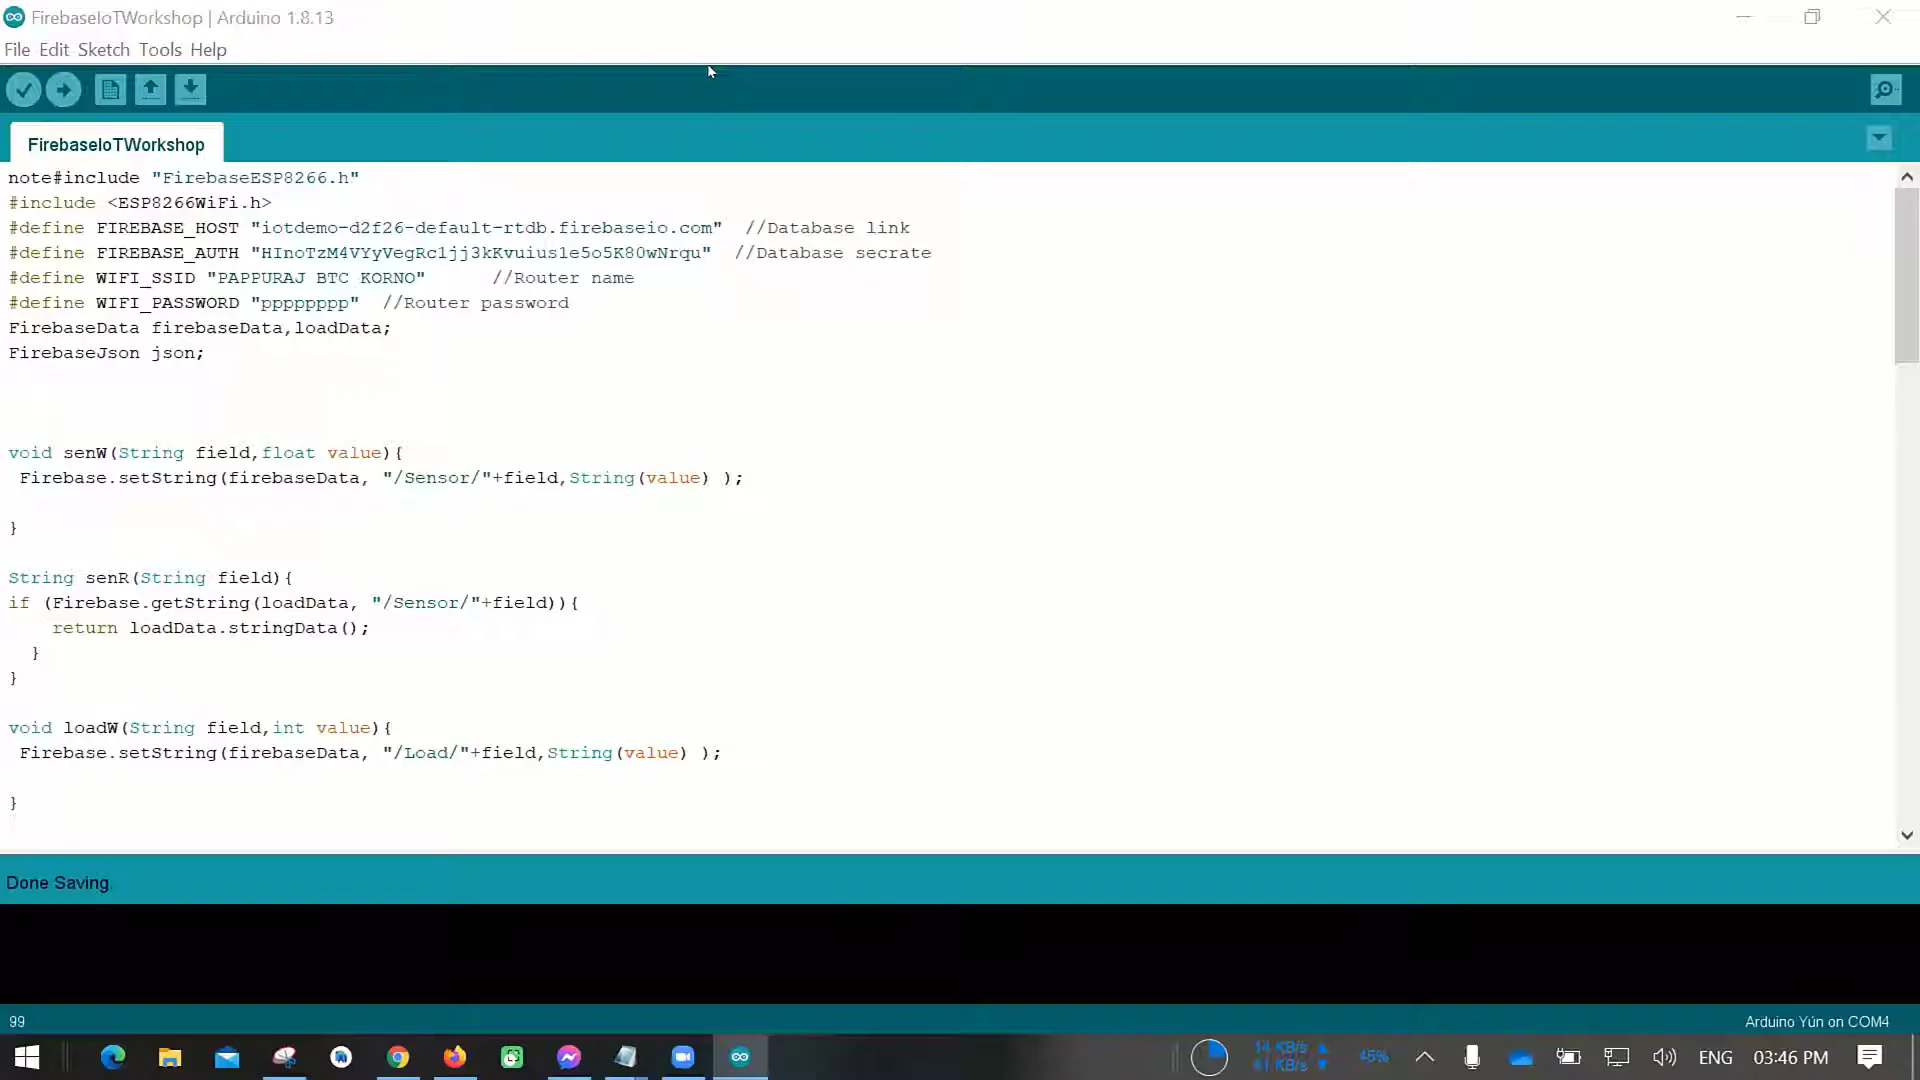 FirebaseIoTWorkshop | Arduino 1.8.13
File Edit Sketch Tools Help
FirebaseIoTWorkshop
note#include "FirebaseESP8266.h"
#include <ESP8266WiFi.h>
#define FIREBASE_HOST "iotdemo-d2f26-default-rtdb.firebaseio.com" //Database link
#define FIREBASE_AUTH "HInoTzM4VYyVegRc1jj3kKvuius1e5o5K80wNrqu" //Database secrate
#define WIFI_SSID "PAPPURAJ BTC KORNO" //Router name
#define WIFI_PASSWORD "pppppppp" //Router password
FirebaseData firebaseData,loadData;
FirebaseJson json;
void senW(String field,float value){
Firebase.setString(firebaseData, "/Sensor/"+field,String(value) );
}
String senR(String field){
if (Firebase.getString(loadData, "/Sensor/"+field)){
return loadData.stringData();
}
}
void loadW(String field,int value){
Firebase.setString(firebaseData, "/Load/"+field,String(value) );
}
Done Saving.
99
Arduino Yún on COM4
14 KB/s
61 KB/s
45%
ENG
03:46 PM